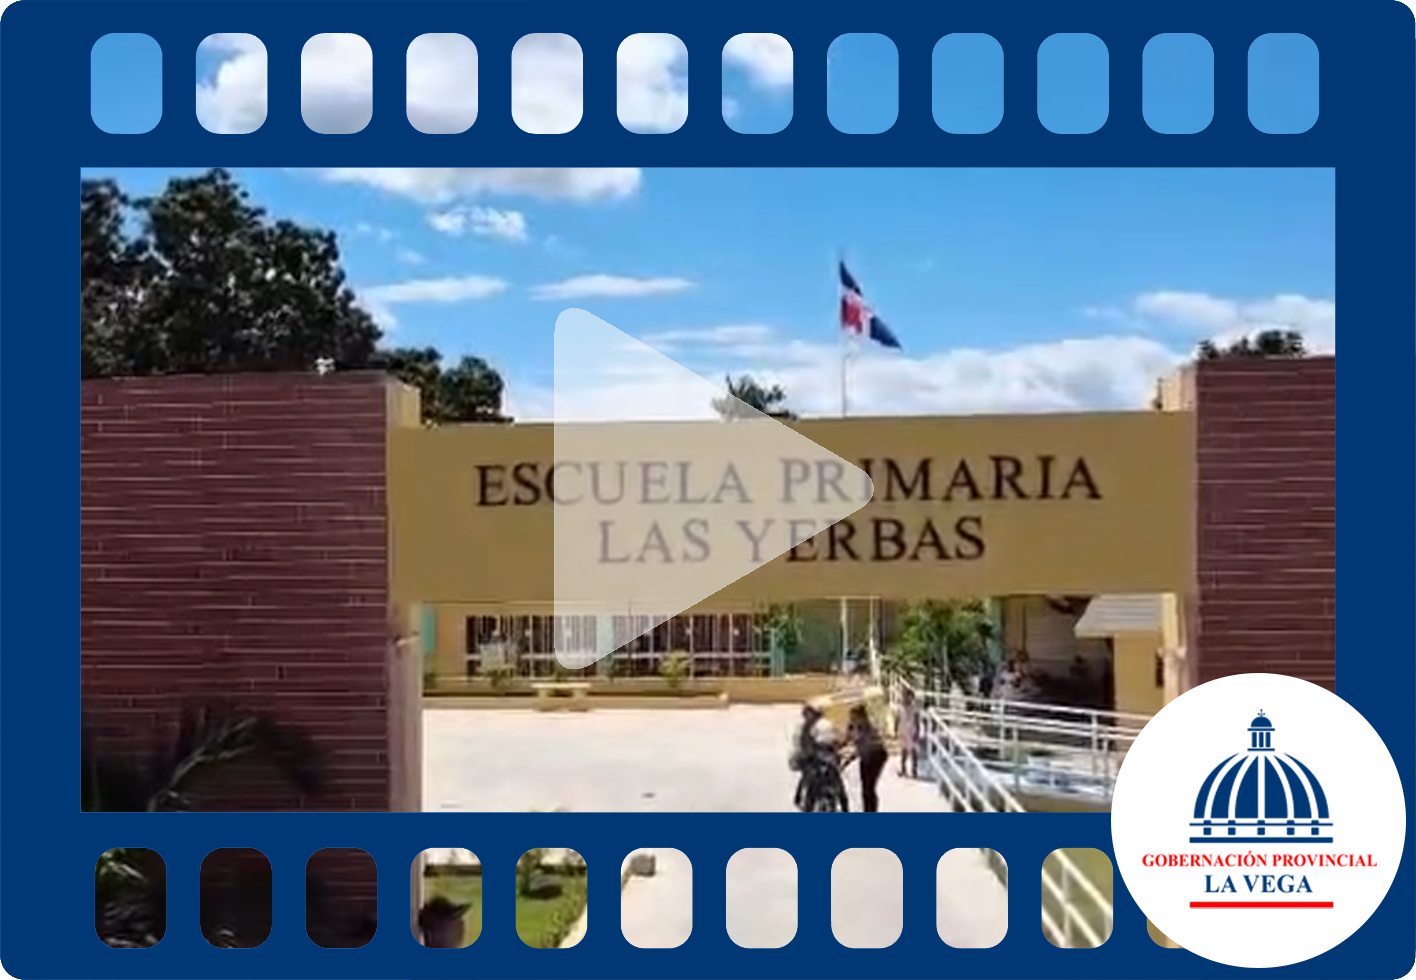 ESCUELA PRIMARIA
LAS YERBAS
GOBERNACIÓN PROVINCIAL
LA VEGA